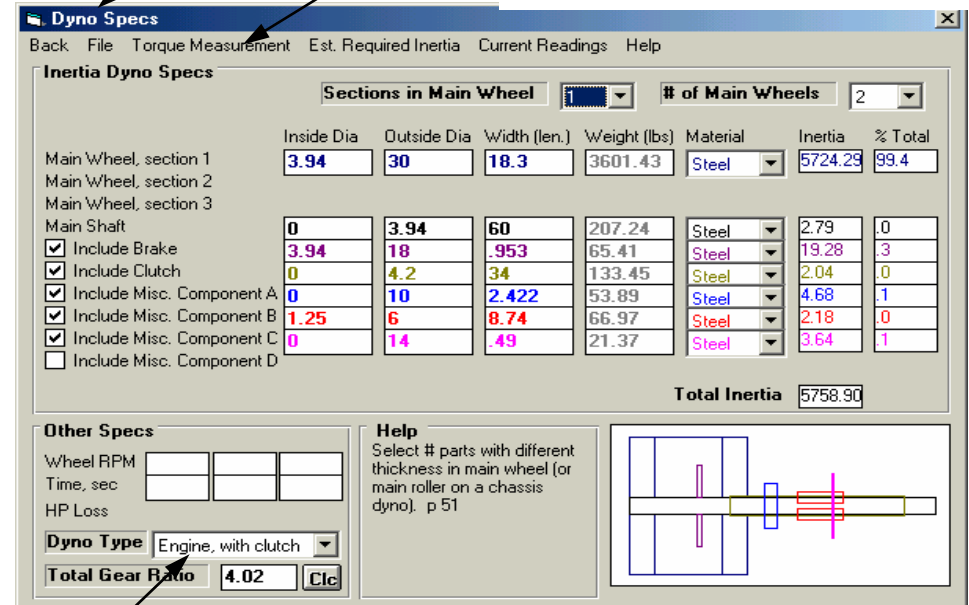 Dyno Specs
Back File Torque Measurement Est. Required Inertia Current Readings Help
Inertia Dyno Specs
Sections in Main Wheel 1 # of Main Wheels 2
Inside Dia Outside Dia Width (len.) Weight (lbs) Material Inertia % Total
Main Wheel, section 1 3.94 30 18.3 3601.43 Steel 5724.29 99.4
Main Wheel, section 2
Main Wheel, section 3
Main Shaft 0 3.94 60 207.24 Steel 2.79 .0
Include Brake 3.94 18 .953 65.41 Steel 19.28 .3
Include Clutch 0 4.2 34 133.45 Steel 2.04 .0
Include Misc. Component A 0 10 2.422 53.89 Steel 4.68 .1
Include Misc. Component B 1.25 6 8.74 66.97 Steel 2.18 .0
Include Misc. Component C 0 14 .49 21.37 Steel 3.64 .1
Include Misc. Component D
Total Inertia 5758.90
Other Specs
Wheel RPM
Time, sec
HP Loss
Dyno Type Engine, with clutch
Total Gear Ratio 4.02 Clc
Help
Select # parts with different
thickness in main wheel (or
main roller on a chassis
dyno). p 51